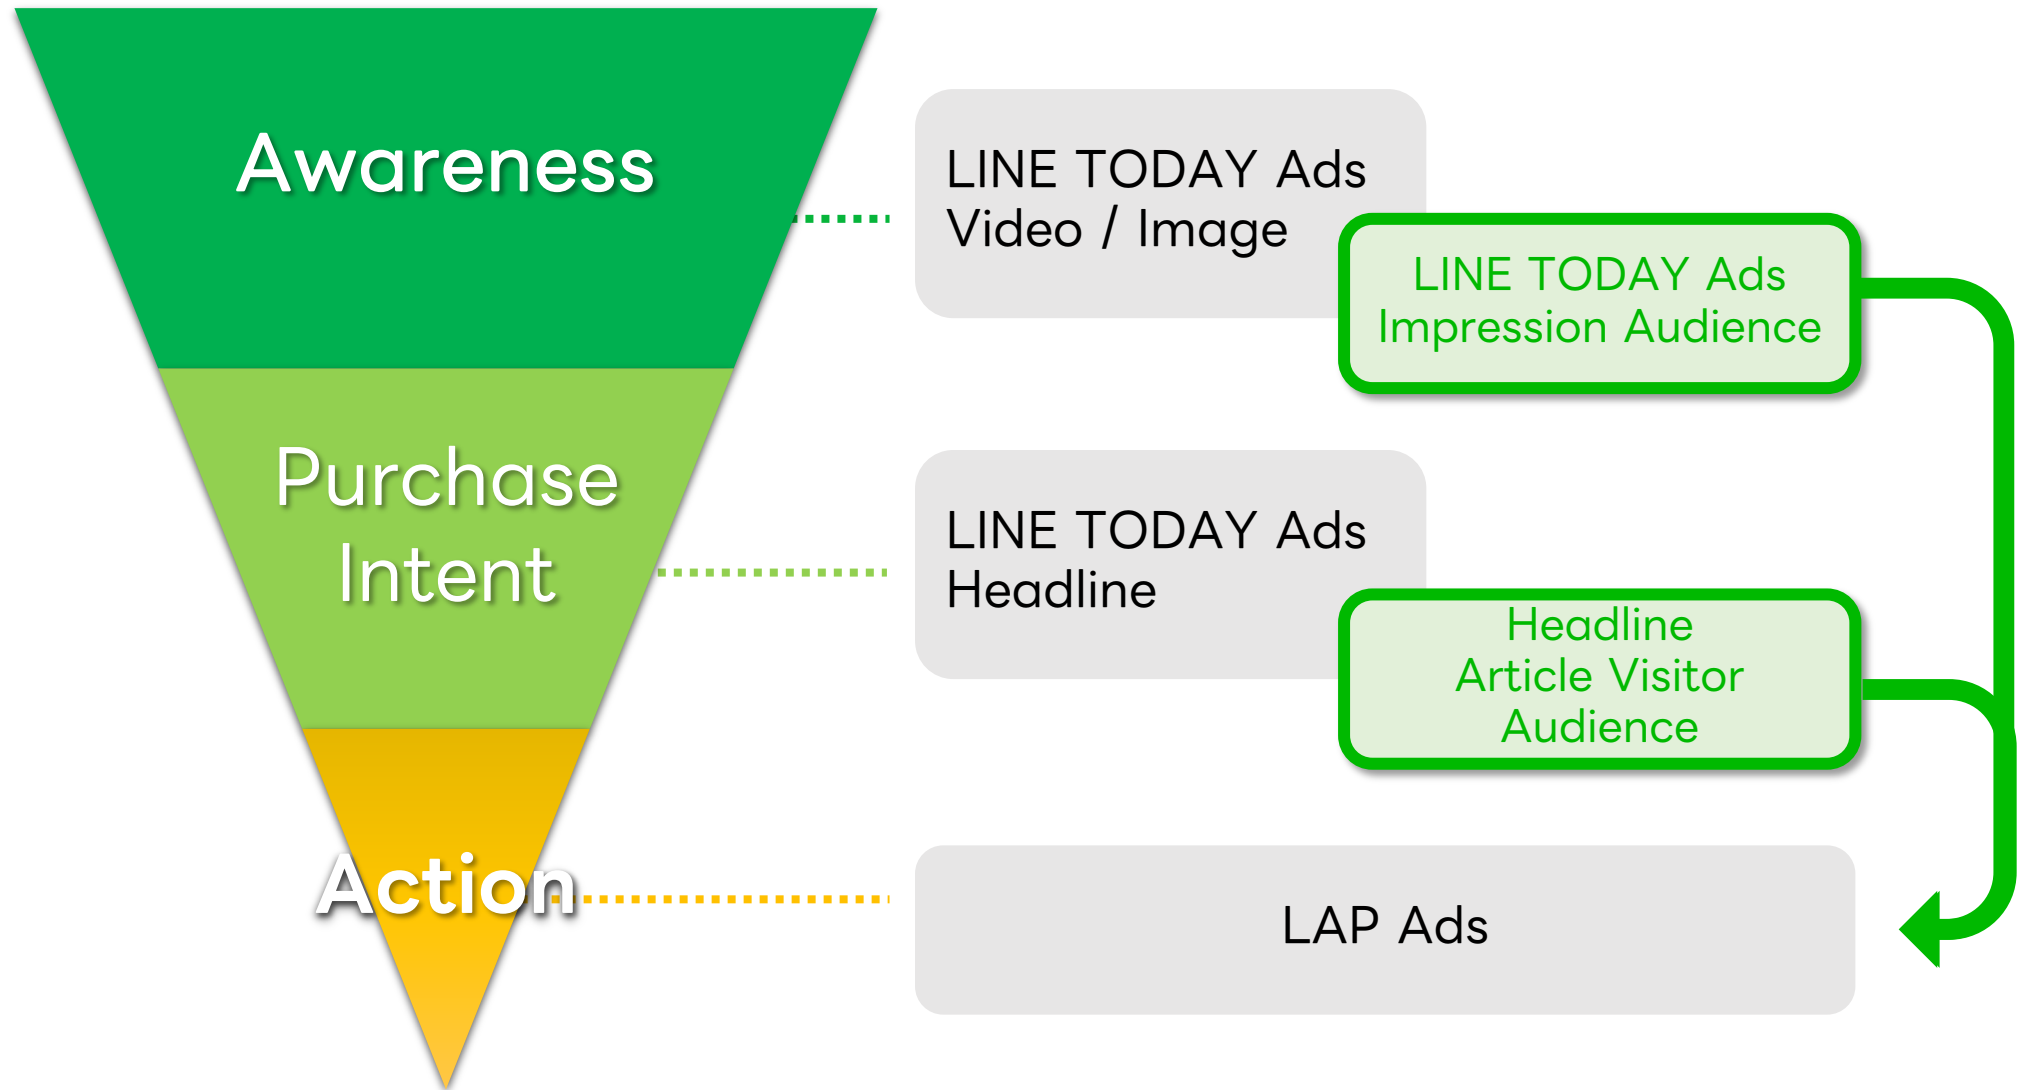 Awareness
LINE TODAY Ads
Video / Image
LINE TODAY Ads
Impression Audience
Purchase
Intent
LINE TODAY Ads
Headline
Headline
Article Visitor
Audience
Action
LAP Ads